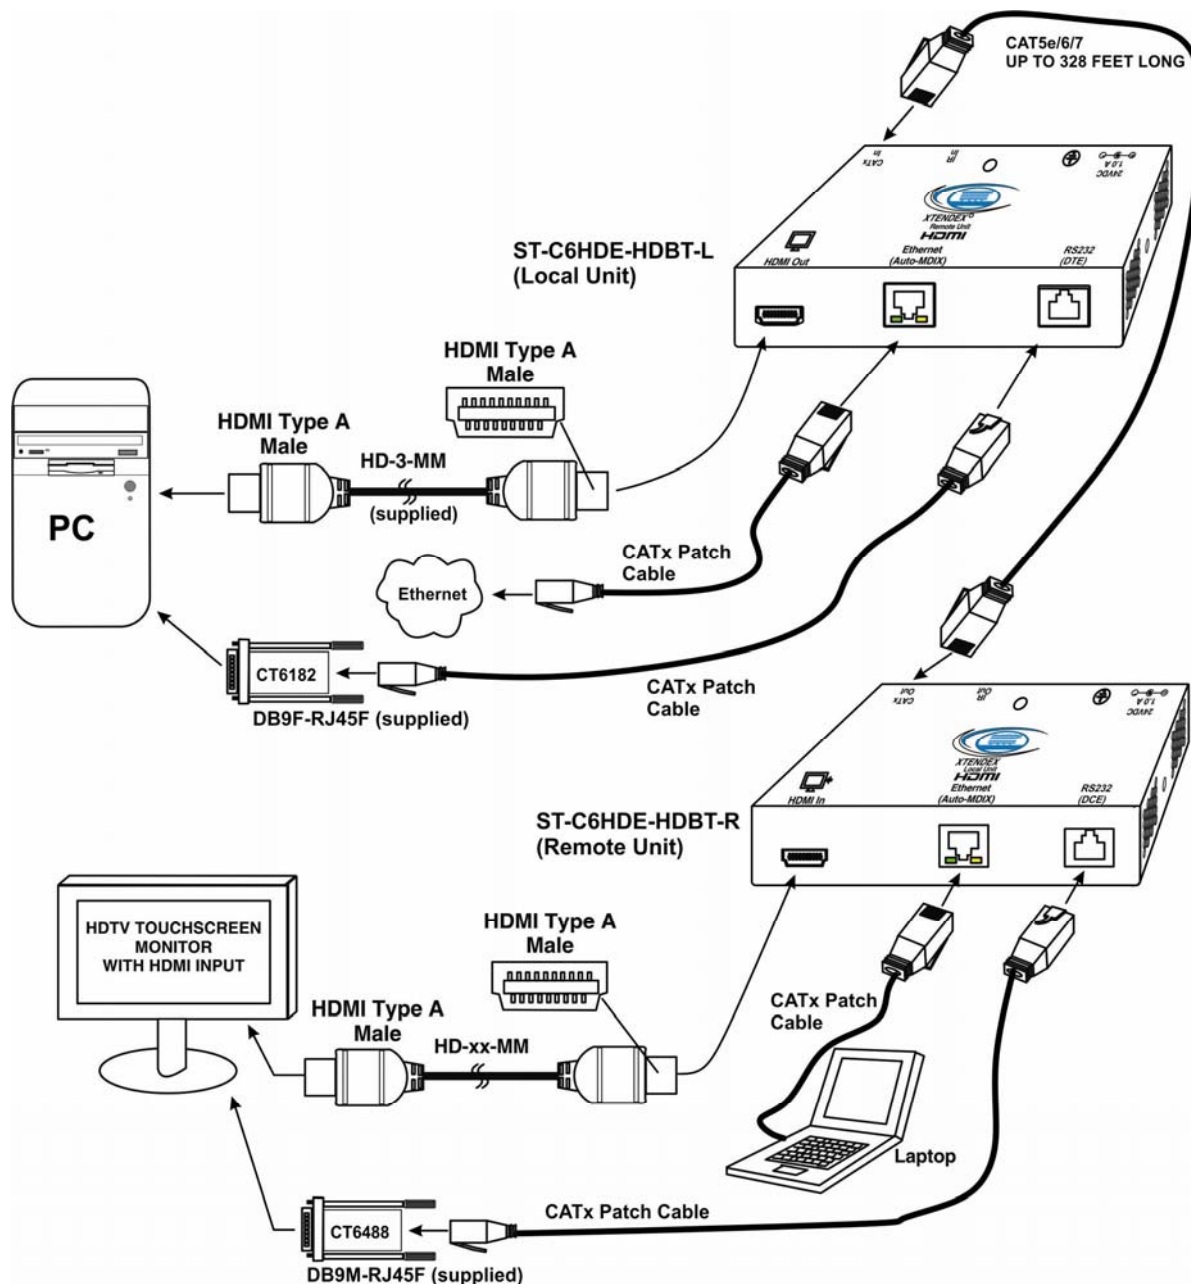 CAT5e/6/7
UP TO 328 FEET LONG
CATx
In
IR
In
24VDC
1.0 A
XTENDEX®
Remote Unit
HDMI
ST-C6HDE-HDBT-L
(Local Unit)
HDMI Out
Ethernet
(Auto-MDIX)
RS232
(DTE)
HDMI Type A
Male
HDMI Type A
Male
HD-3-MM
(supplied)
PC
CATx Patch
Cable
Ethernet
CT6182
CATx Patch
Cable
DB9F-RJ45F (supplied)
CATx
Out
IR
Out
24VDC
1.0 A
XTENDEX
Local Unit
HDMI
HDMI In
Ethernet
(Auto-MDIX)
RS232
(DCE)
ST-C6HDE-HDBT-R
(Remote Unit)
HDTV TOUCHSCREEN
MONITOR
WITH HDMI INPUT
HDMI Type A
Male
HDMI Type A
Male
HD-xx-MM
CATx Patch
Cable
Laptop
CATx Patch Cable
CT6488
DB9M-RJ45F (supplied)